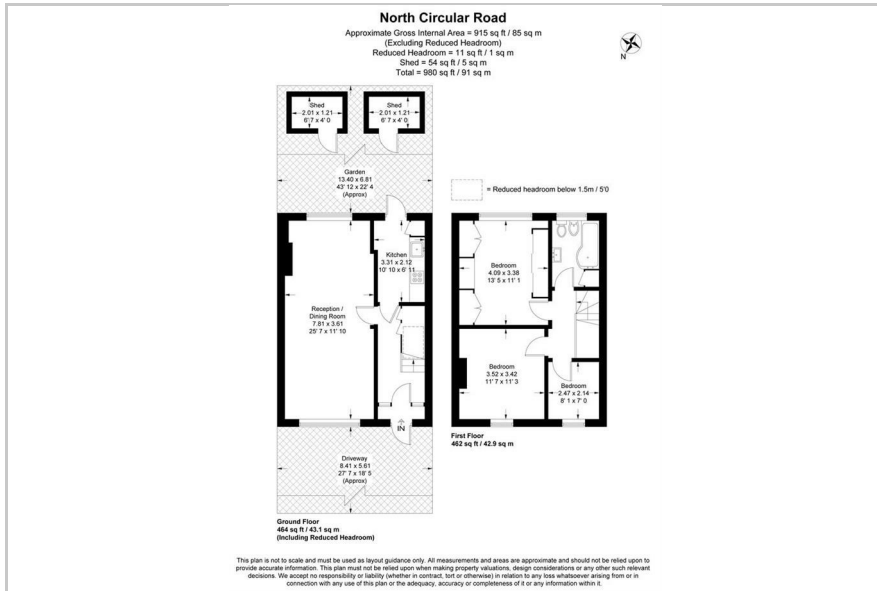 North Circular Road
Approximate Gross Internal Area = 915 sq ft / 85 sq m
(Excluding Reduced Headroom)
Reduced Headroom = 11 sq ft / 1 sq m
Shed = 54 sq ft / 5 sq m
Total = 980 sq ft / 91 sq m
N
Shed
2.01 x 1.21
6' 7 x 4' 0
Shed
2.01 x 1.21
6' 7 x 4' 0
Garden
13.40 x 6.81
43' 12 x 22' 4
(Approx)
= Reduced headroom below 1.5m / 5'0
Kitchen
3.31 x 2.12
10' 10 x 6' 11
Reception /
Dining Room
7.81 x 3.61
25' 7 x 11' 10
IN
Driveway
8.41 x 5.61
27' 7 x 18' 5
(Approx)
Ground Floor
464 sq ft / 43.1 sq m
(Including Reduced Headroom)
Bedroom
4.09 x 3.38
13' 5 x 11' 1
Bedroom
3.52 x 3.42
11' 7 x 11' 3
Bedroom
2.47 x 2.14
8' 1 x 7' 0
First Floor
462 sq ft / 42.9 sq m
This plan is not to scale and must be used as layout guidance only. All measurements and areas are approximate and should not be relied upon to
provide accurate information. This plan must not be relied upon when making property valuations, design considerations or any other such relevant
decisions. We accept no responsibility or liability (whether in contract, tort or otherwise) in relation to any loss whatsoever arising from or in
connection with any use of this plan or the adequacy, accuracy or completeness of it or any information within it.